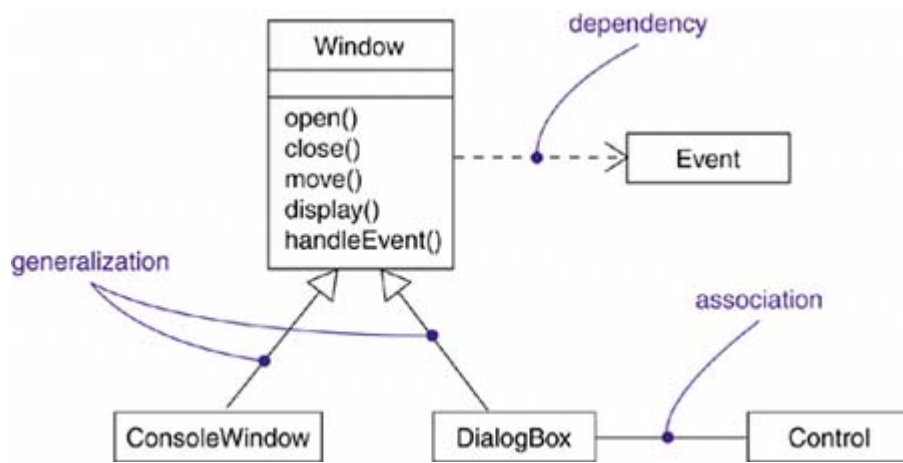 Window
dependency
open()
close()
move()
display()
handleEvent()
Event
generalization
association
ConsoleWindow
DialogBox
Control